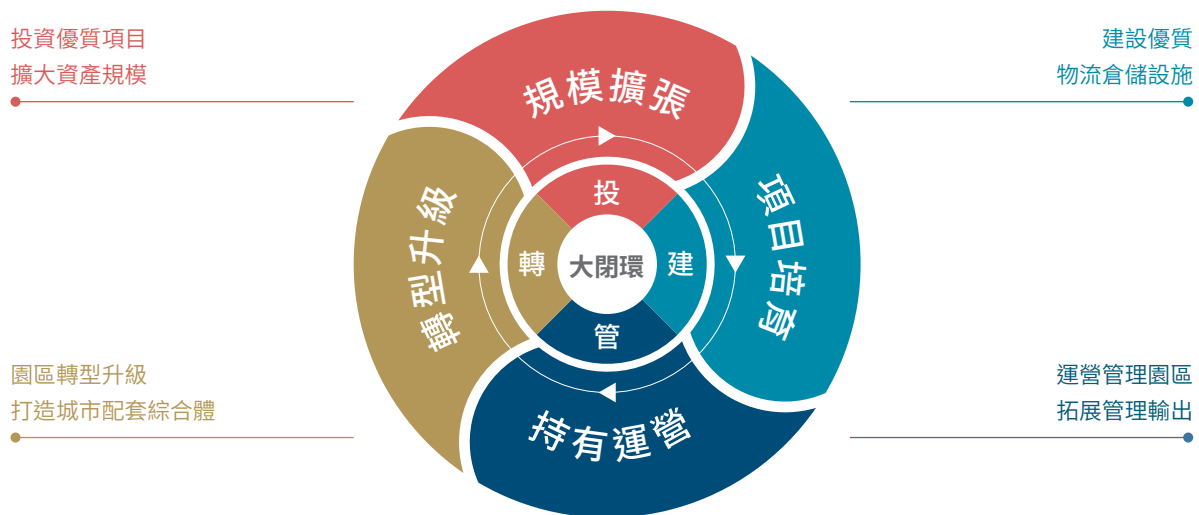 投資優質項目
擴大資產規模
建設優質
物流倉儲設施
規模擴張
項目培育
持有運營
轉型升級
投
建
管
轉
大閉環
園區轉型升級
打造城市配套綜合體
運營管理園區
拓展管理輸出